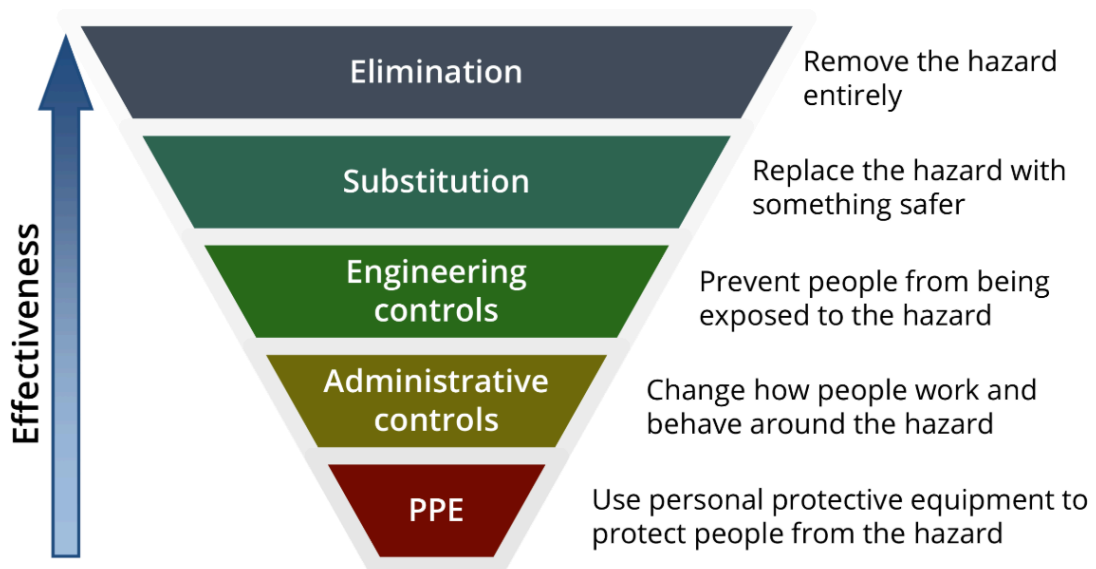 Elimination
Remove the hazard
entirely
Substitution
Replace the hazard with
something safer
Engineering
controls
Prevent people from being
exposed to the hazard
Administrative
controls
Change how people work and
behave around the hazard
PPE
Use personal protective equipment to
protect people from the hazard
Effectiveness